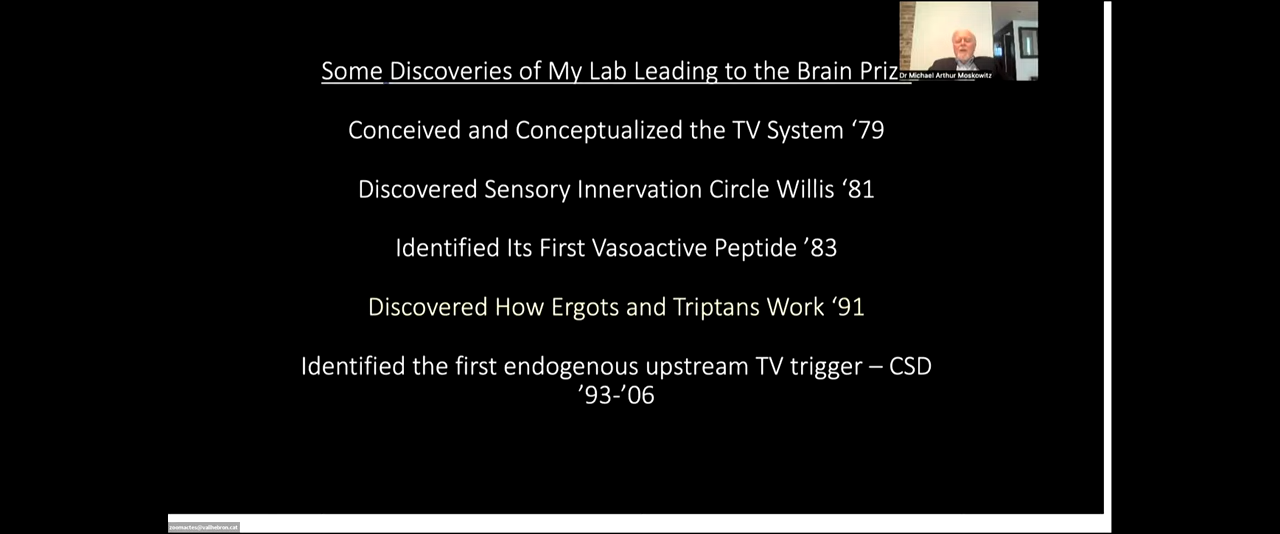 Some Discoveries of My Lab Leading to the Brain Priz
Dr Michael Arthur Moskowitz
Conceived and Conceptualized the TV System ‘79
Discovered Sensory Innervation Circle Willis ‘81
Identified Its First Vasoactive Peptide ’83
Discovered How Ergots and Triptans Work ‘91
Identified the first endogenous upstream TV trigger – CSD
’93-’06